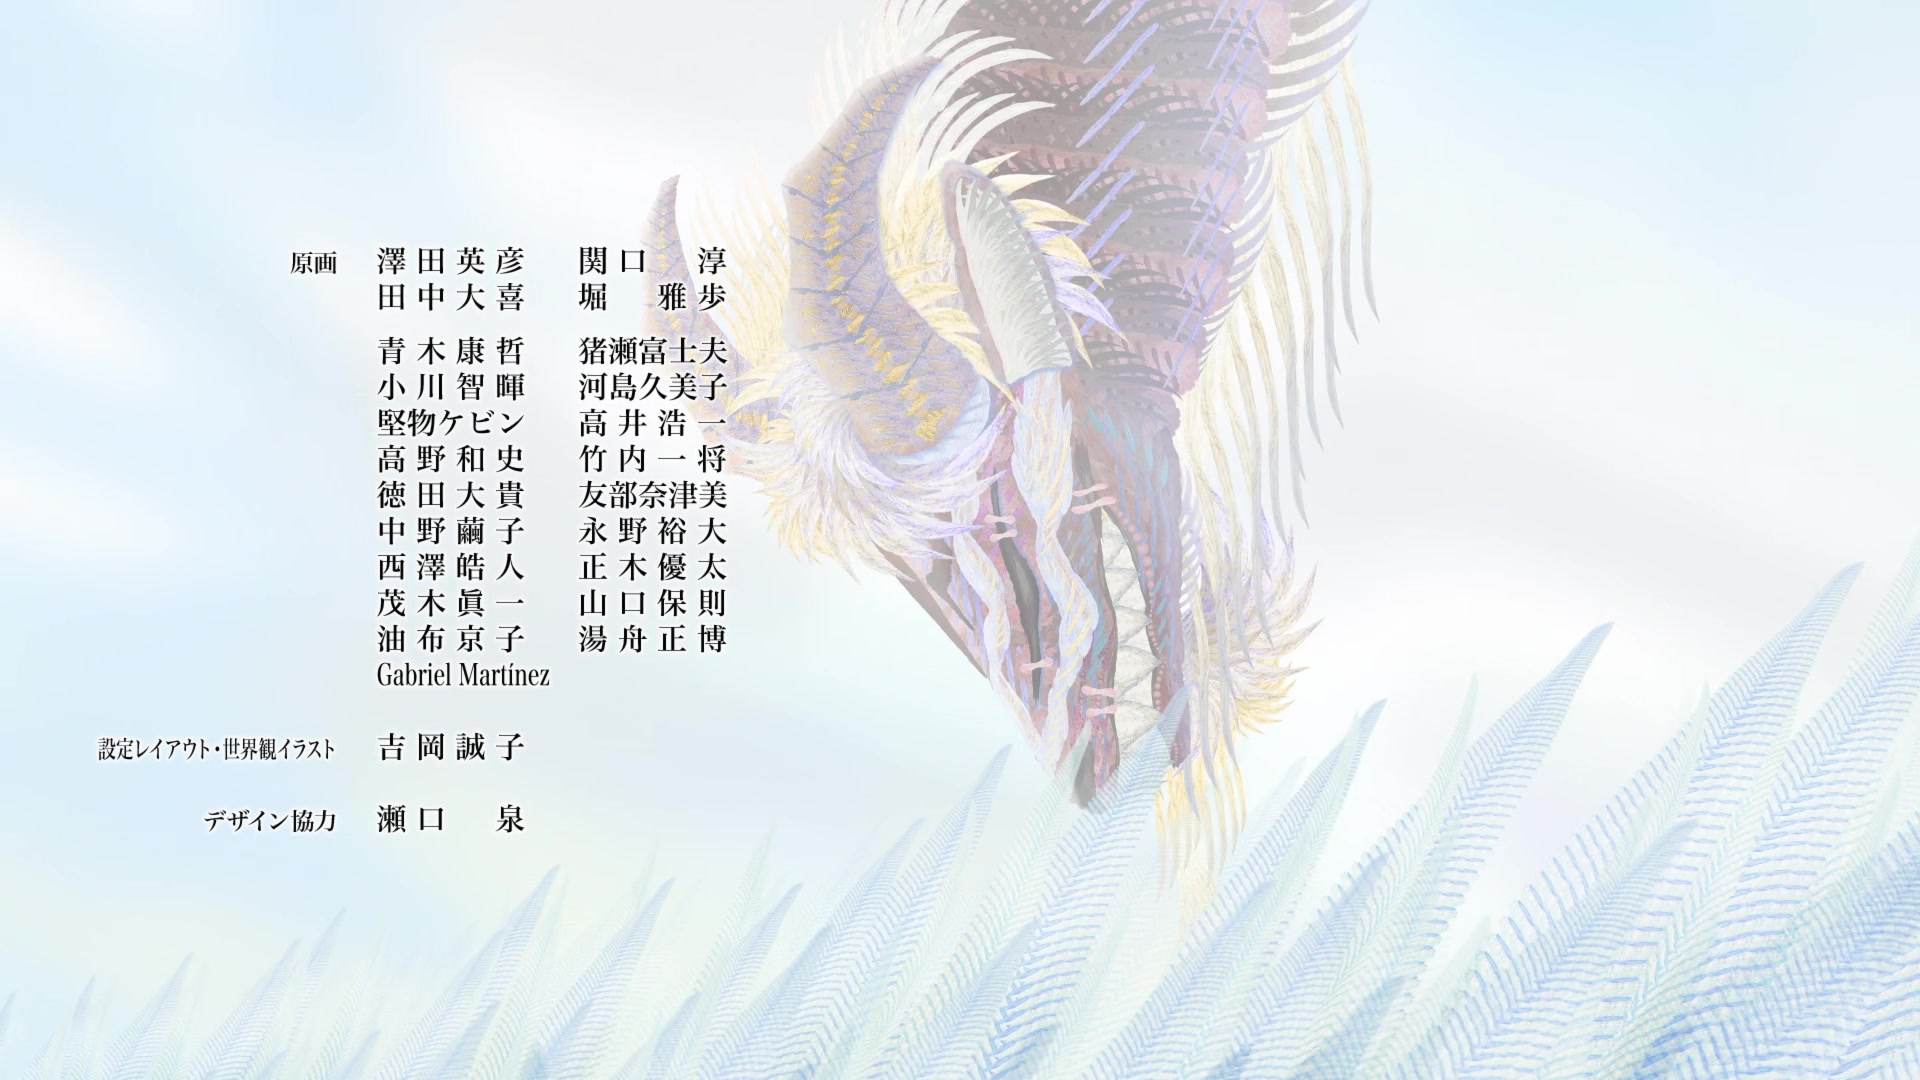 原画 澤田英彦 関口 淳
田中大喜 堀 雅歩
青木康哲 猪瀬富士夫
小川智暉 河島久美子
堅物ケビン 高井浩一
高野和史 竹内一将
徳田大貴 友部奈津美
中野繭子 永野裕大
西澤皓人 正木優太
茂木眞一 山口保則
油布京子 湯舟正博
Gabriel Martínez
設定レイアウト・世界観イラスト 吉岡誠子
デザイン協力 瀬口 泉